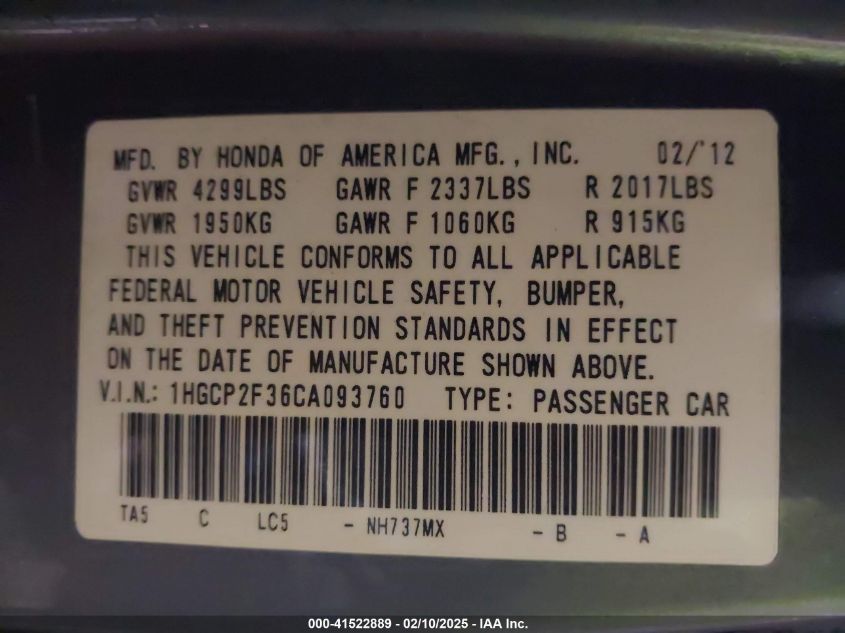 MFD. BY HONDA OF AMERICA MFG., INC. 02/'12
GVWR 4299LBS GAWR F 2337LBS R 2017LBS
GVWR 1950KG GAWR F 1060KG R 915KG
THIS VEHICLE CONFORMS TO ALL APPLICABLE
FEDERAL MOTOR VEHICLE SAFETY, BUMPER,
AND THEFT PREVENTION STANDARDS IN EFFECT
ON THE DATE OF MANUFACTURE SHOWN ABOVE.
V.I.N.: 1HGCP2F36CA093760 TYPE: PASSENGER CAR
TA5 C LC5 - NH737MX - B - A
000-41522889 - 02/10/2025 - IAA Inc.